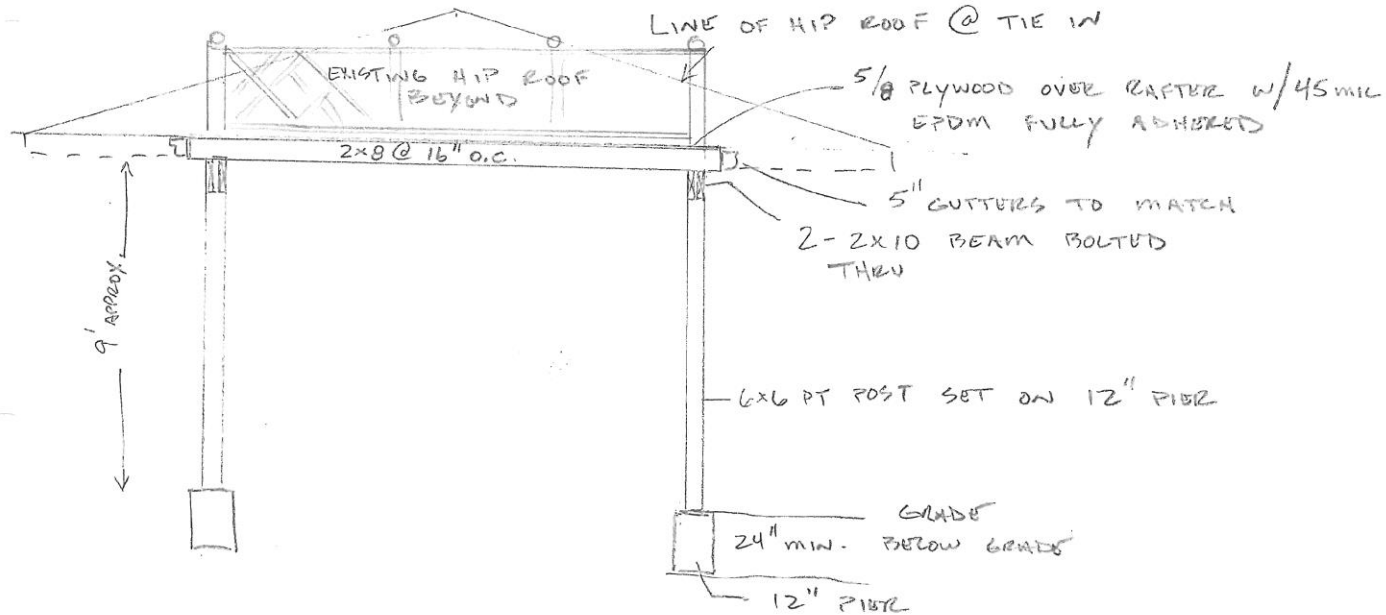 LINE OF HIP ROOF @ TIE IN
EXISTING HIP ROOF
BEYOND
5/8 PLYWOOD OVER RAFTER W/45 MIL
EPDM FULLY ADHERED
2x8 @ 16" O.C.
5" GUTTERS TO MATCH
2-2x10 BEAM BOLTED
THRU
9' APPROX.
6x6 PT POST SET ON 12" PIER
GRADE
24" MIN. BELOW GRADE
12" PIER